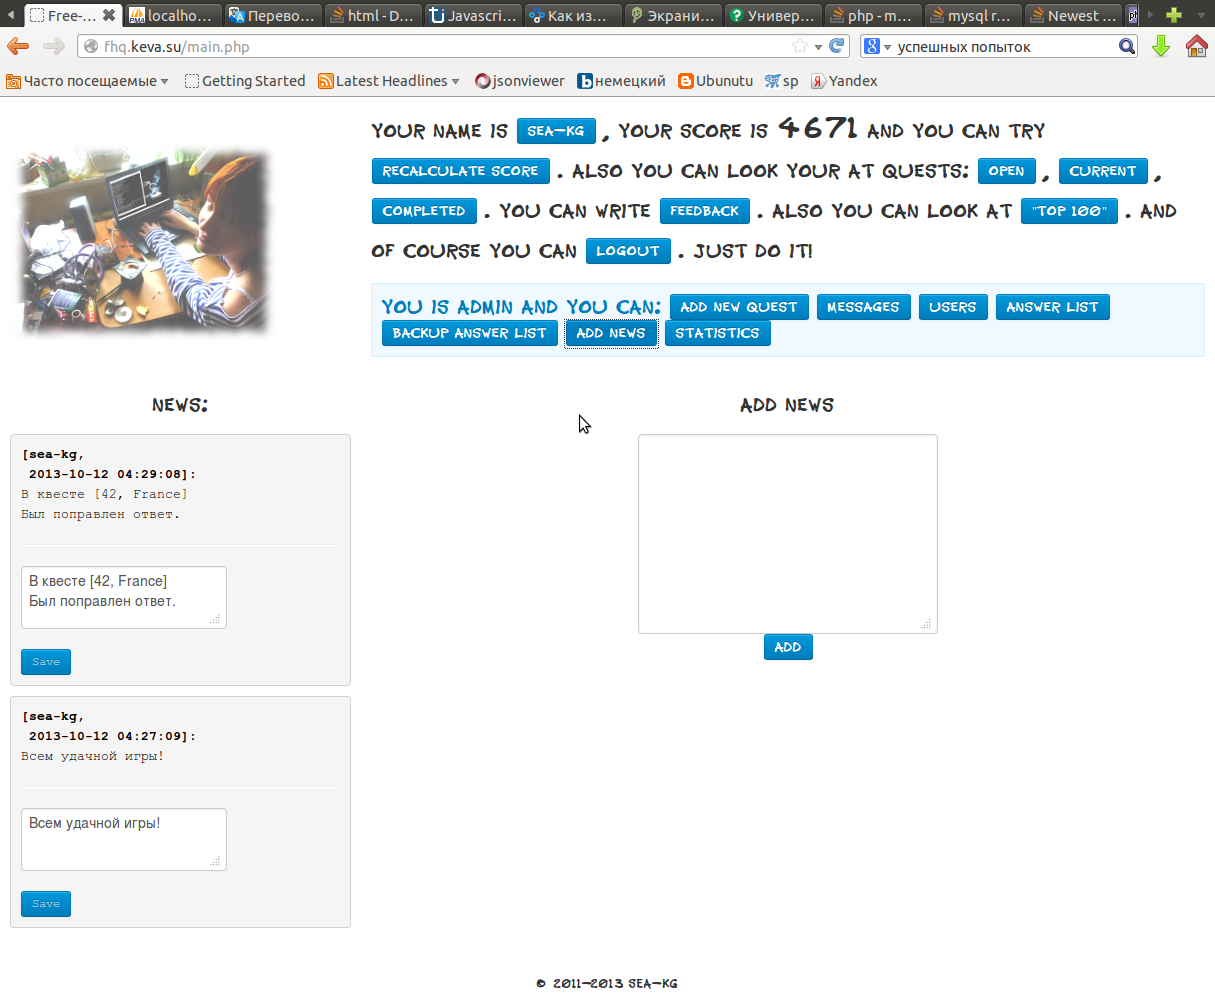 Free-... localho... Перево... html - D... Javascri... Как из... Экрани... Универ... php - m... mysql r... Newest ...
fhq.keva.su/main.php успешных попыток
Часто посещаемые Getting Started Latest Headlines jsonviewer немецкий Ubunutu sp Yandex
YOUR NAME IS SEA-KG , YOUR SCORE IS 4671 AND YOU CAN TRY
RECALCULATE SCORE . ALSO YOU CAN LOOK YOUR AT QUESTS: OPEN , CURRENT ,
COMPLETED . YOU CAN WRITE FEEDBACK . ALSO YOU CAN LOOK AT "TOP 100" . AND
OF COURSE YOU CAN LOGOUT . JUST DO IT!
YOU IS ADMIN AND YOU CAN: ADD NEW QUEST MESSAGES USERS ANSWER LIST
BACKUP ANSWER LIST ADD NEWS STATISTICS
NEWS:
[sea-kg,
2013-10-12 04:29:08]:
В квесте [42, France]
Был поправлен ответ.
В квесте [42, France]
Был поправлен ответ.
Save
[sea-kg,
2013-10-12 04:27:09]:
Всем удачной игры!
Всем удачной игры!
Save
ADD NEWS
ADD
© 2011-2013 SEA-KG